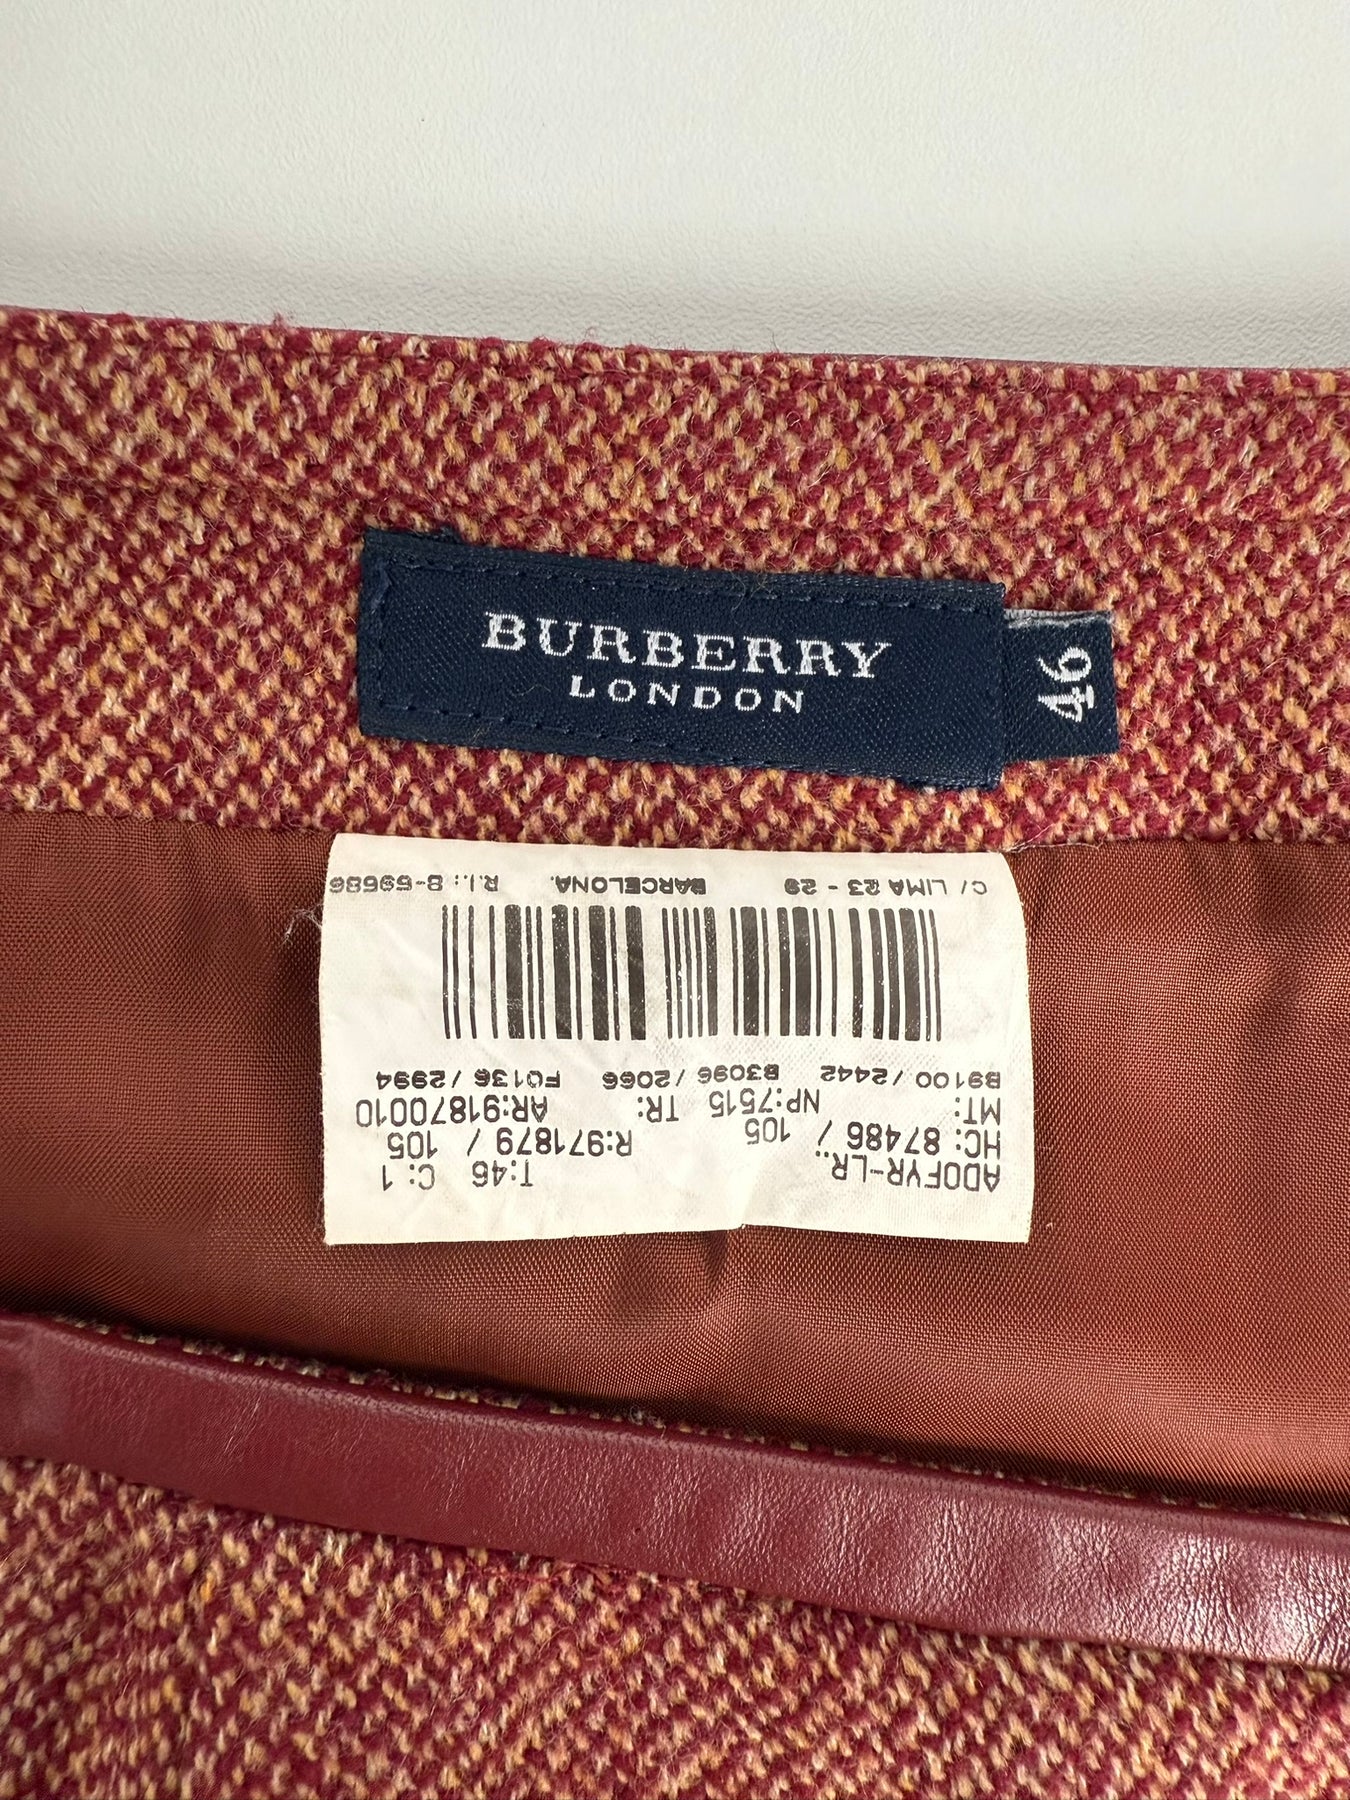 BURBERRY
LONDON
46
ADOFYR-LR.: T:46 C: 1
HC: 87486 / 105 R:971879 / 105
MT: NP:7515 TR: AR:91870010
B9100 / 2442 B3096 / 2066 F0136 / 2994
C/ LIMA 23 - 29 BARCELONA. R.I.: 8-59686